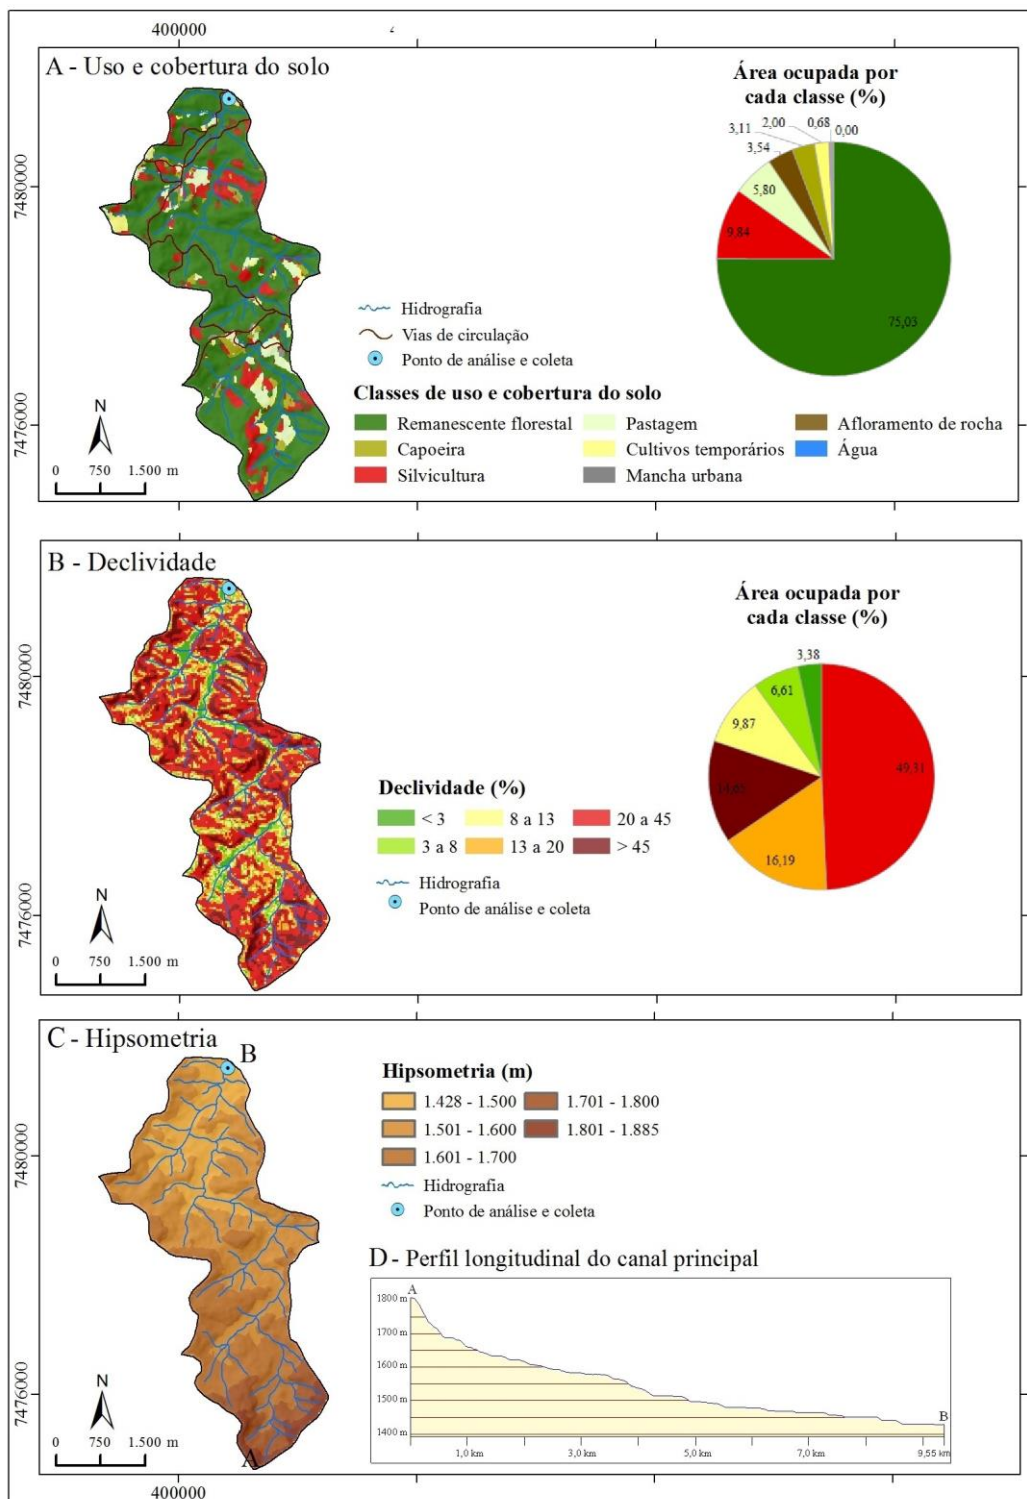 400000
A - Uso e cobertura do solo
Área ocupada por
cada classe (%)
3,11
2,00
0,68
0,00
3,54
5,80
9,84
75,03
7480000
7476000
Hidrografia
Vias de circulação
Ponto de análise e coleta
Classes de uso e cobertura do solo
Remanescente florestal
Pastagem
Afloramento de rocha
Capoeira
Cultivos temporários
Água
Silvicultura
Mancha urbana
N
0 750 1.500 m
B - Declividade
Área ocupada por
cada classe (%)
3,38
6,61
9,87
49,31
16,19
7480000
7476000
Declividade (%)
< 3
8 a 13
20 a 45
3 a 8
13 a 20
> 45
Hidrografia
Ponto de análise e coleta
N
0 750 1.500 m
C - Hipsometria
B
Hipsometria (m)
1.428 - 1.500
1.701 - 1.800
1.501 - 1.600
1.801 - 1.885
1.601 - 1.700
Hidrografia
Ponto de análise e coleta
7480000
7476000
D - Perfil longitudinal do canal principal
A
1800 m
1700 m
1600 m
1500 m
B
1400 m
1,0 km
3,0 km
5,0 km
7,0 km
9,55 km
N
0 750 1.500 m
A
400000